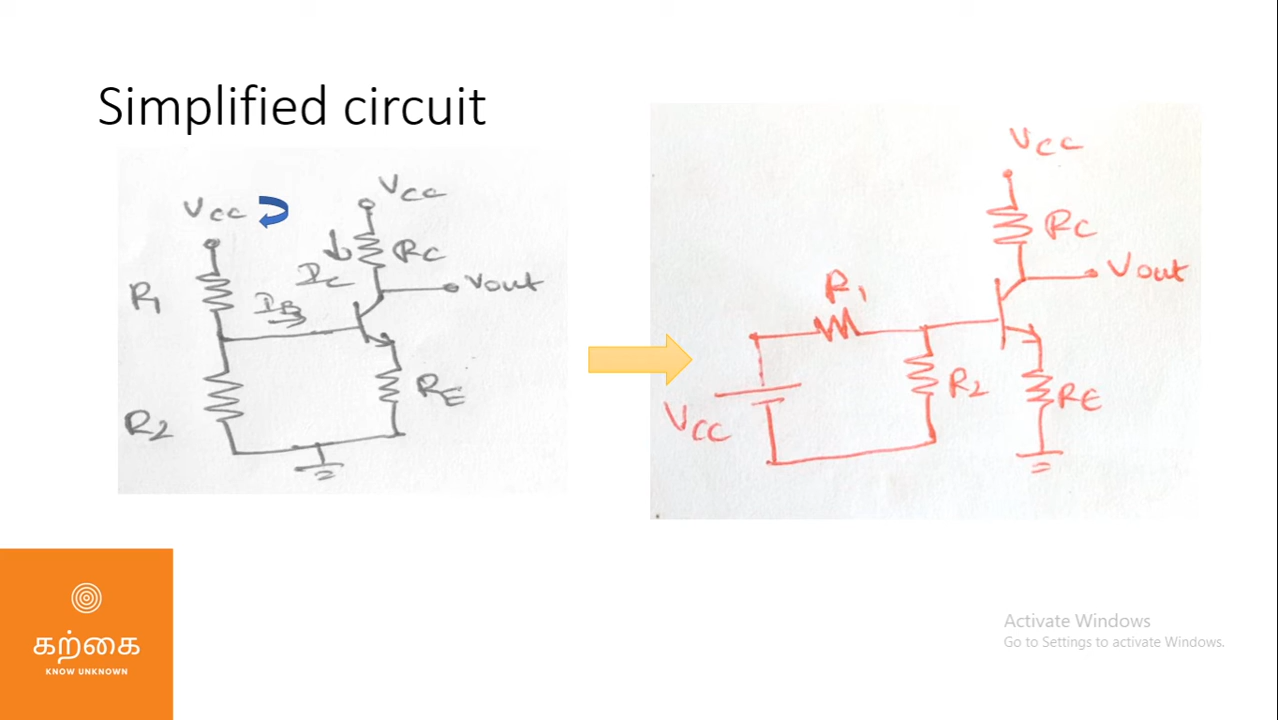 Simplified circuit
VCC
VCC
R1
IB
IC
RC
Vout
R2
RE
VCC
RC
Vout
R1
R2
RE
VCC
கற்கை
KNOW UNKNOWN
Activate Windows
Go to Settings to activate Windows.